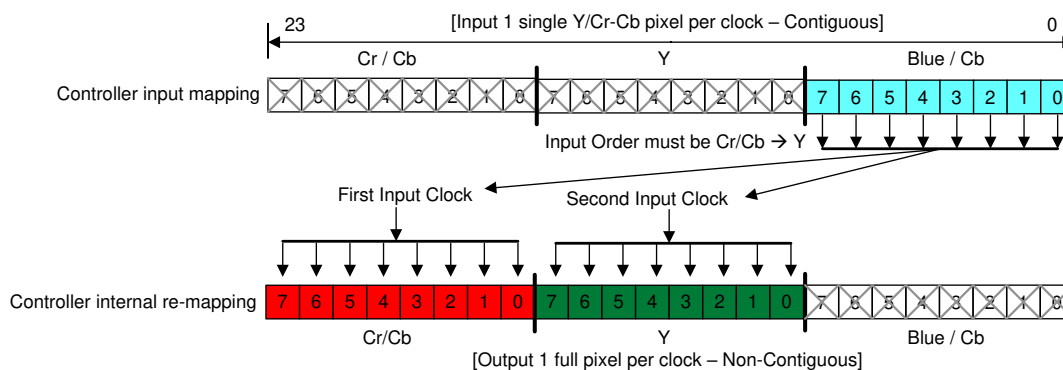 [Input 1 single Y/Cr-Cb pixel per clock – Contiguous]
23
0
Cr / Cb
Y
Blue / Cb
Controller input mapping
7 6 5 4 3 2 1 0 7 6 5 4 3 2 1 0 7 6 5 4 3 2 1 0
Input Order must be Cr/Cb → Y
First Input Clock
Second Input Clock
Controller internal re-mapping
7 6 5 4 3 2 1 0 7 6 5 4 3 2 1 0 7 6 5 4 3 2 1 0
Cr/Cb
Y
Blue / Cb
[Output 1 full pixel per clock – Non-Contiguous]